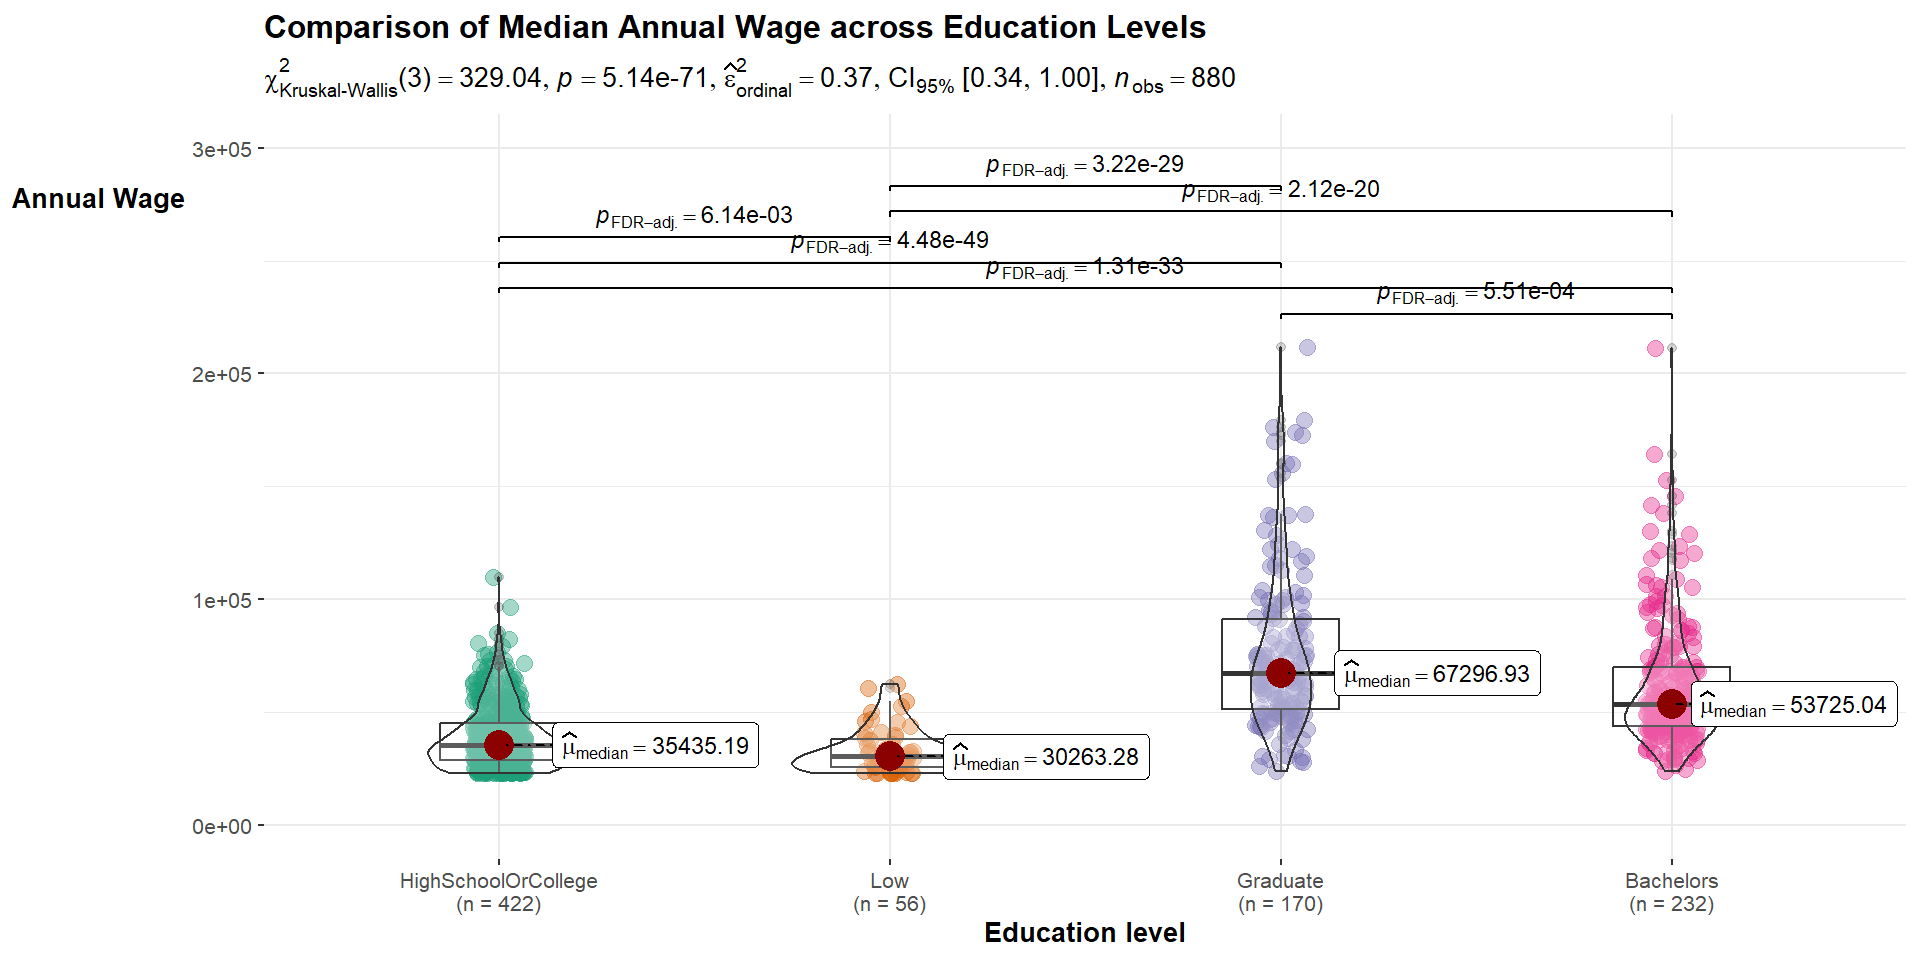 Comparison of Median Annual Wage across Education Levels
χ²Kruskal-Wallis(3) = 329.04, p = 5.14e-71, ε̂²ordinal = 0.37, CI95% [0.34, 1.00], nobs = 880
3e+05
pFDR–adj. = 3.22e-29
Annual Wage
pFDR–adj. = 2.12e-20
pFDR–adj. = 6.14e-03
pFDR–adj. = 4.48e-49
pFDR–adj. = 1.31e-33
pFDR–adj. = 5.51e-04
2e+05
1e+05
μ̂median = 67296.93
μ̂median = 53725.04
μ̂median = 35435.19
μ̂median = 30263.28
0e+00
HighSchoolOrCollege
(n = 422)
Low
(n = 56)
Graduate
(n = 170)
Bachelors
(n = 232)
Education level